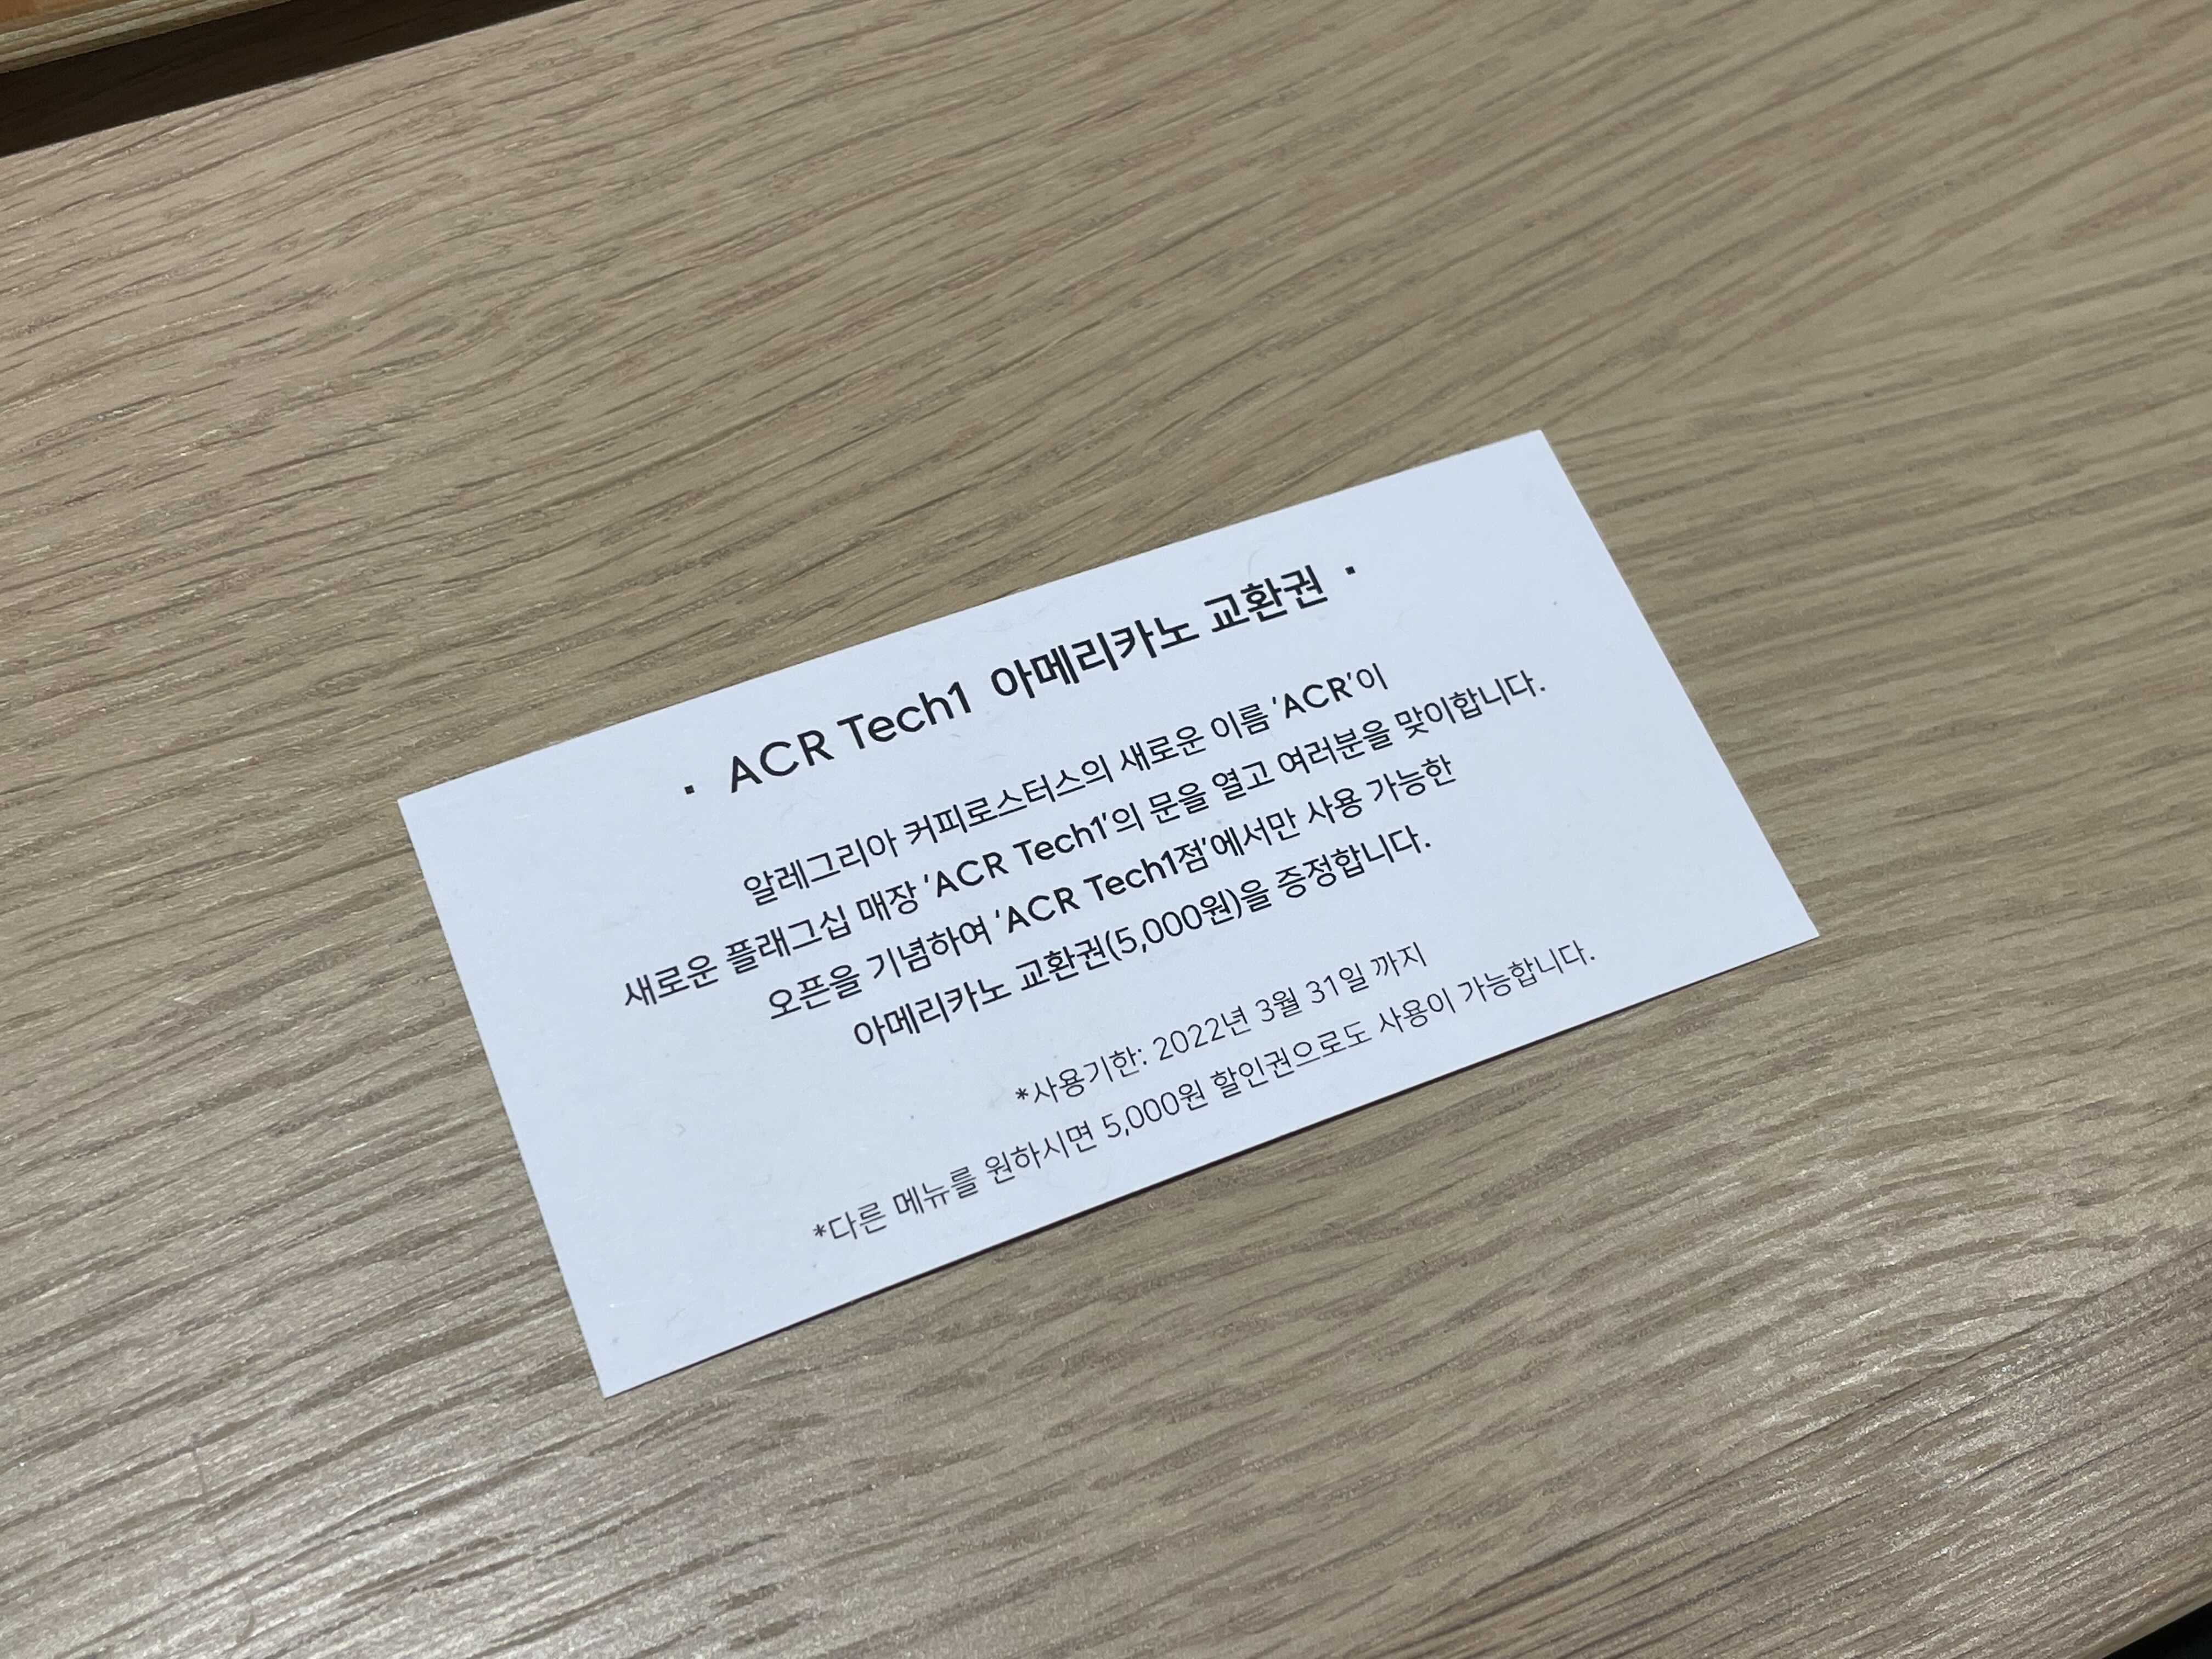 · ACR Tech1 아메리카노 교환권 ·
알레그리아 커피로스터스의 새로운 이름 'ACR'이
새로운 플래그십 매장 'ACR Tech1'의 문을 열고 여러분을 맞이합니다.
오픈을 기념하여 'ACR Tech1점'에서만 사용 가능한
아메리카노 교환권(5,000원)을 증정합니다.
*사용기한: 2022년 3월 31일 까지
*다른 메뉴를 원하시면 5,000원 할인권으로도 사용이 가능합니다.